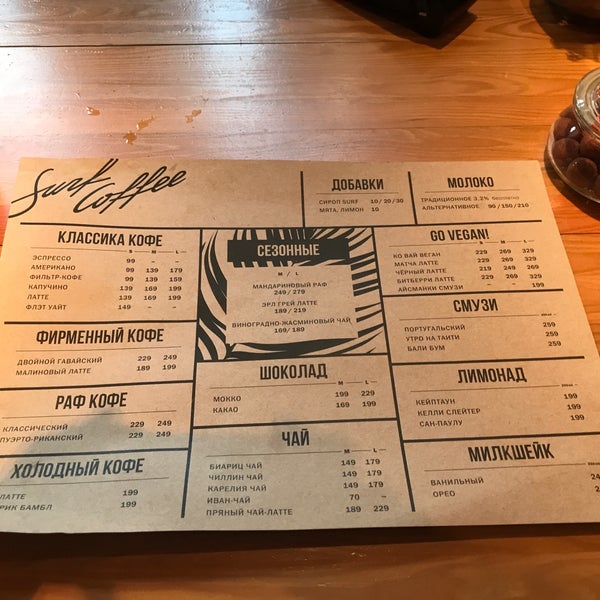 Surf Coffee
ДОБАВКИ
СИРОП SURF 10/20/30
МЯТА, ЛИМОН 10
МОЛОКО
ТРАДИЦИОННОЕ 3,2% бесплатно
АЛЬТЕРНАТИВНОЕ 90/150/210
КЛАССИКА КОФЕ
S M L
ЭСПРЕССО 99 – –
АМЕРИКАНО 99 139 179
ФИЛЬТР-КОФЕ 99 139 159
КАПУЧИНО 139 169 199
ЛАТТЕ 139 169 199
ФЛЭТ УАЙТ 149 – –
ФИРМЕННЫЙ КОФЕ
ДВОЙНОЙ ГАВАЙСКИЙ 229 249
МАЛИНОВЫЙ ЛАТТЕ 189 199
РАФ КОФЕ
КЛАССИЧЕСКИЙ 229 249
ПУЭРТО-РИКАНСКИЙ 229 249
ХОЛОДНЫЙ КОФЕ
ЛАТТЕ 199
РИК БАМБЛ 199
СЕЗОННЫЕ
M / L
МАНДАРИНОВЫЙ РАФ
249 / 279
ЭРЛ ГРЕЙ ЛАТТЕ
189 / 219
ВИНОГРАДНО-ЖАСМИНОВЫЙ ЧАЙ
169 / 189
ШОКОЛАД
M L
МОККО 199 229
КАКАО 169 199
ЧАЙ
M L
БИАРИЦ ЧАЙ 149 179
ЧИЛЛИН ЧАЙ 149 179
КАРЕЛИЯ ЧАЙ 149 179
ИВАН-ЧАЙ 70 –
ПРЯНЫЙ ЧАЙ-ЛАТТЕ 189 229
GO VEGAN!
S M L
КО ВАЙ ВЕГАН 229 269 329
МАТЧА ЛАТТЕ 229 269 329
ЧЁРНЫЙ ЛАТТЕ 219 249 269
БИТБЕРРИ ЛАТТЕ 229 269 329
АЙСМАНКИ СМУЗИ – – 199
СМУЗИ
ПОРТУГАЛЬСКИЙ 259
УТРО НА ТАИТИ 259
БАЛИ БУМ 259
ЛИМОНАД
КЕЙПТАУН 199
КЕЛЛИ СЛЕЙТЕР 199
САН-ПАУЛУ 199
МИЛКШЕЙК
ВАНИЛЬНЫЙ
ОРЕО